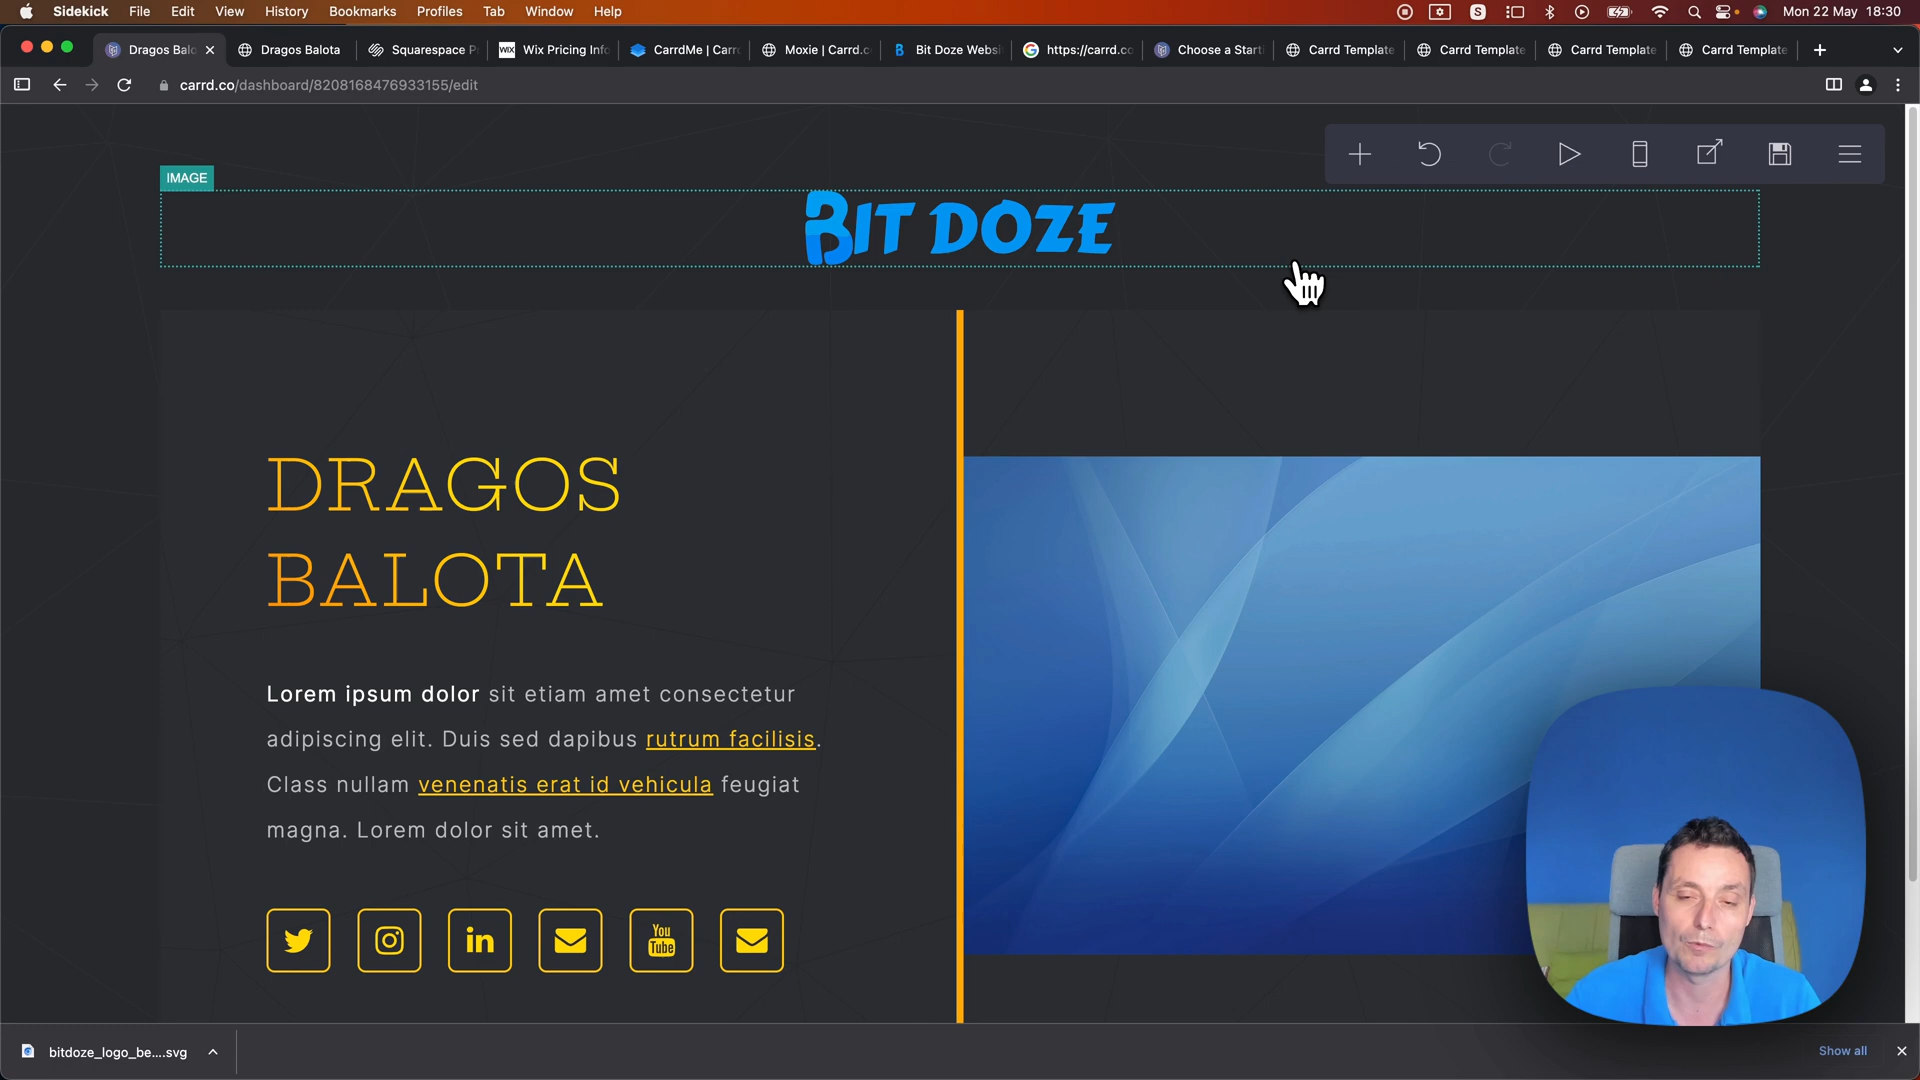 Sidekick File Edit View History Bookmarks Profiles Tab Window Help Mon 22 May 18:30
Dragos Balo Dragos Balota Squarespace P WIX Wix Pricing Info CarrdMe | Carr Moxie | Carrd.c B Bit Doze Websi https://carrd.co Choose a Starti Carrd Template Carrd Template Carrd Template Carrd Template
carrd.co/dashboard/8208168476933155/edit
IMAGE
BIT DOZE
DRAGOS
BALOTA
Lorem ipsum dolor sit etiam amet consectetur
adipiscing elit. Duis sed dapibus rutrum facilisis.
Class nullam venenatis erat id vehicula feugiat
magna. Lorem dolor sit amet.
in You Tube
bitdoze_logo_be....svg Show all